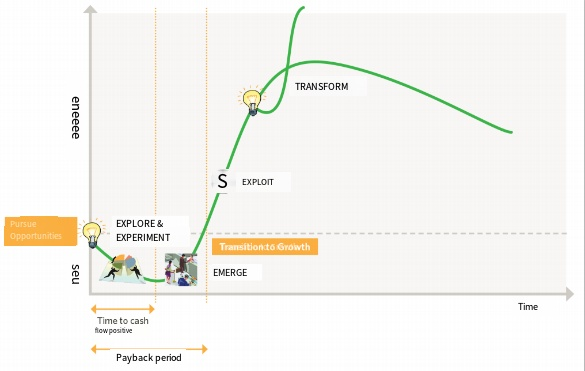 TRANSFORM
eneeeee
S EXPLOIT
Pursue
Opportunities
EXPLORE &
EXPERIMENT
Transition to Growth
seu
EMERGE
Time
Time to cash
flow positive
Payback period